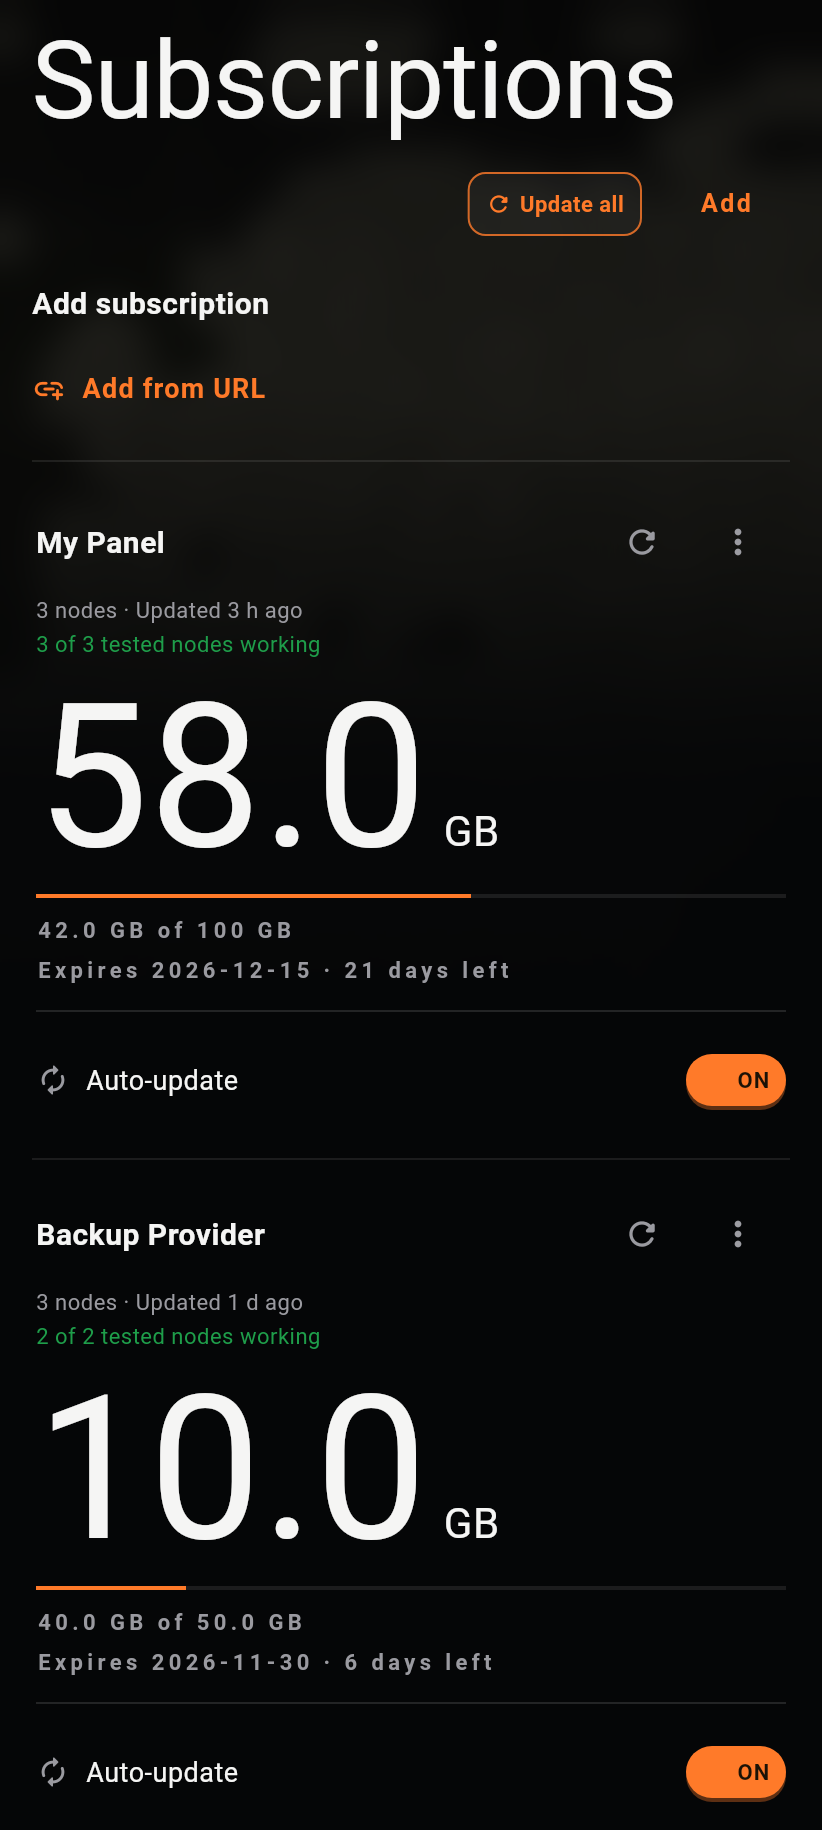 Subscriptions
Update all
Add
Add subscription
Add from URL
My Panel
3 nodes · Updated 3 h ago
3 of 3 tested nodes working
58.0 GB
42.0 GB of 100 GB
Expires 2026-12-15 · 21 days left
Auto-update
ON
Backup Provider
3 nodes · Updated 1 d ago
2 of 2 tested nodes working
10.0 GB
40.0 GB of 50.0 GB
Expires 2026-11-30 · 6 days left
Auto-update
ON